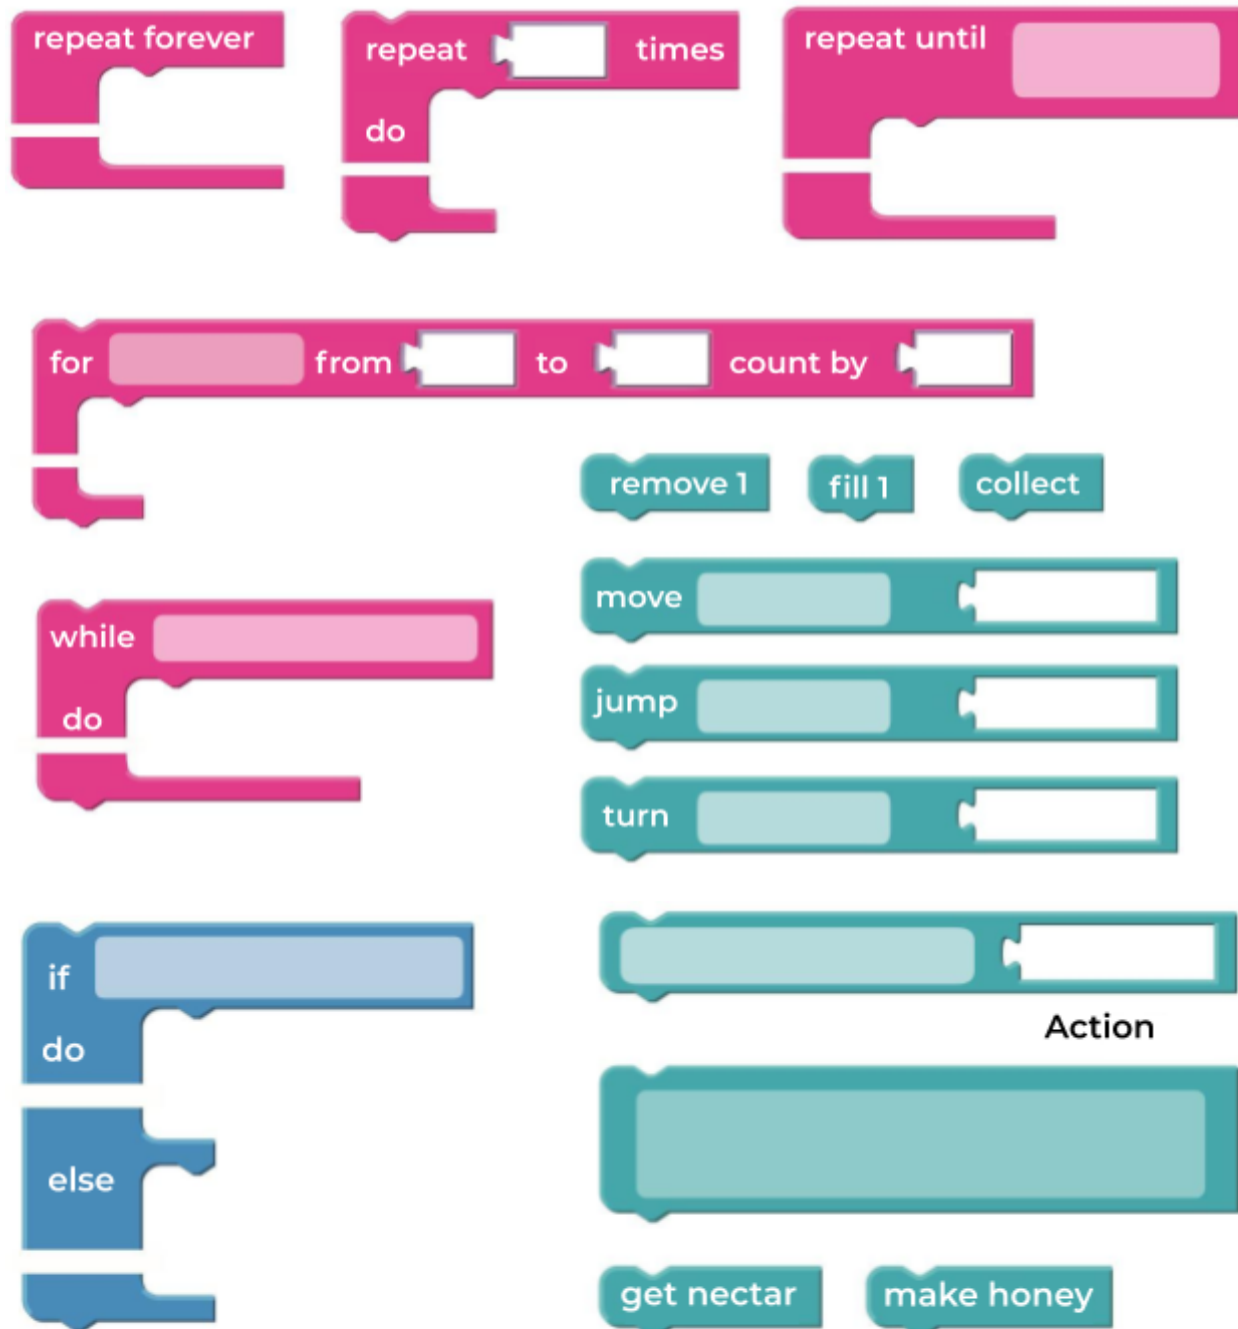 repeat forever
repeat times
do
repeat until
for from to count by
remove 1
fill 1
collect
move
while
do
jump
turn
if
do
else
Action
get nectar
make honey